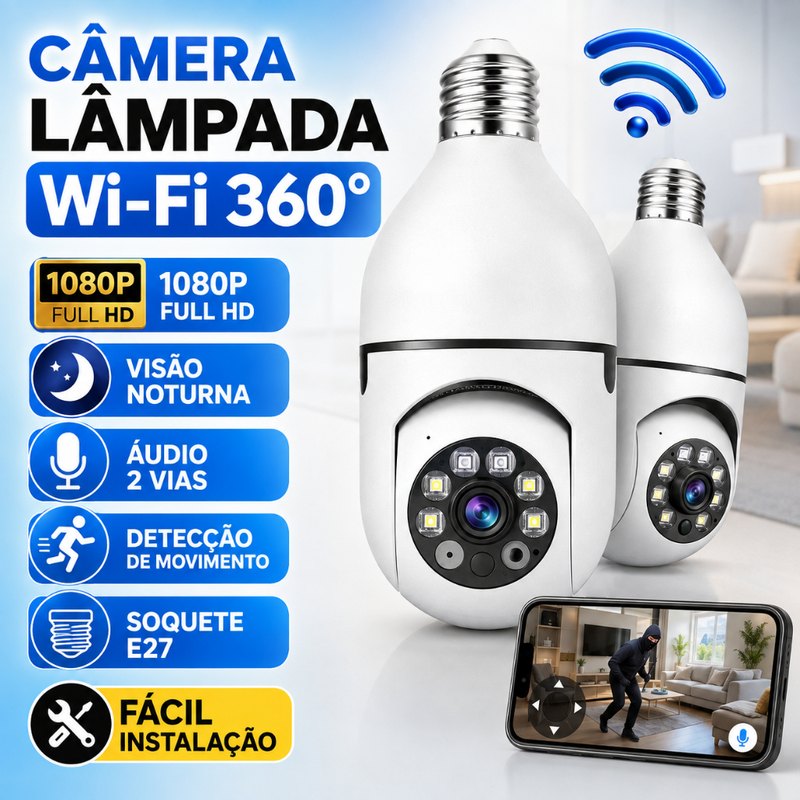 CÂMERA
LÂMPADA
Wi-Fi 360°
1080P
FULL HD
1080P
FULL HD
VISÃO
NOTURNA
ÁUDIO
2 VIAS
DETECÇÃO
DE MOVIMENTO
SOQUETE
E27
FÁCIL
INSTALAÇÃO